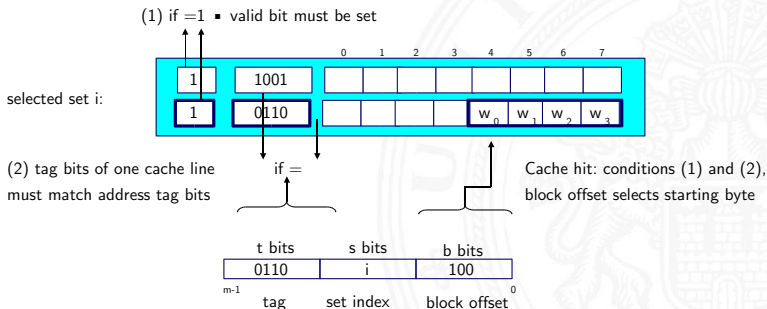 (1) if =1 ▪ valid bit must be set
0 1 2 3 4 5 6 7
1 1001
selected set i:
1 0110 w0 w1 w2 w3
(2) tag bits of one cache line
must match address tag bits
if =
Cache hit: conditions (1) and (2),
block offset selects starting byte
t bits s bits b bits
0110 i 100
m-1 0
tag set index block offset